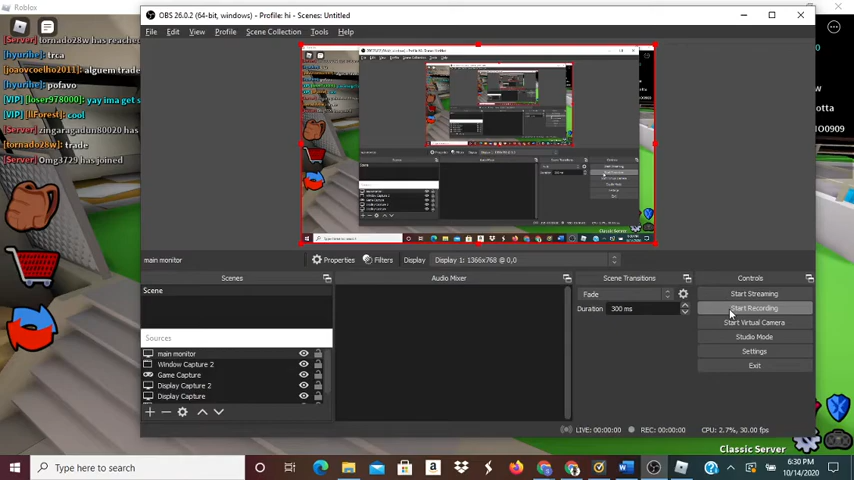 Roblox
OBS 26.0.2 (64-bit, windows) - Profile: hi - Scenes: Untitled
File Edit View Profile Scene Collection Tools Help
[Server] tornado28w has reached
[hyurihe]: trca
[joaovcoelho2011]: alguem trade
[hyurihe]: pofavo
[VIP] [loser978000]: yay ima get s
[VIP] [llForest]: cool
[Server] zingaragadun80020 has
[tornado28w]: trade
[Server] Omg3729 has joined
otta
IO0909
main monitor Properties Filters Display Display 1: 1366x768 @ 0,0
Scenes
Scene
Sources
main monitor
Window Capture 2
Game Capture
Display Capture 2
Display Capture
Audio Mixer
Scene Transitions
Fade
Duration 300 ms
Controls
Start Streaming
Start Recording
Start Virtual Camera
Studio Mode
Settings
Exit
LIVE: 00:00:00 REC: 00:00:00 CPU: 2.7%, 30.00 fps
Classic Server
Type here to search
6:30 PM
10/14/2020